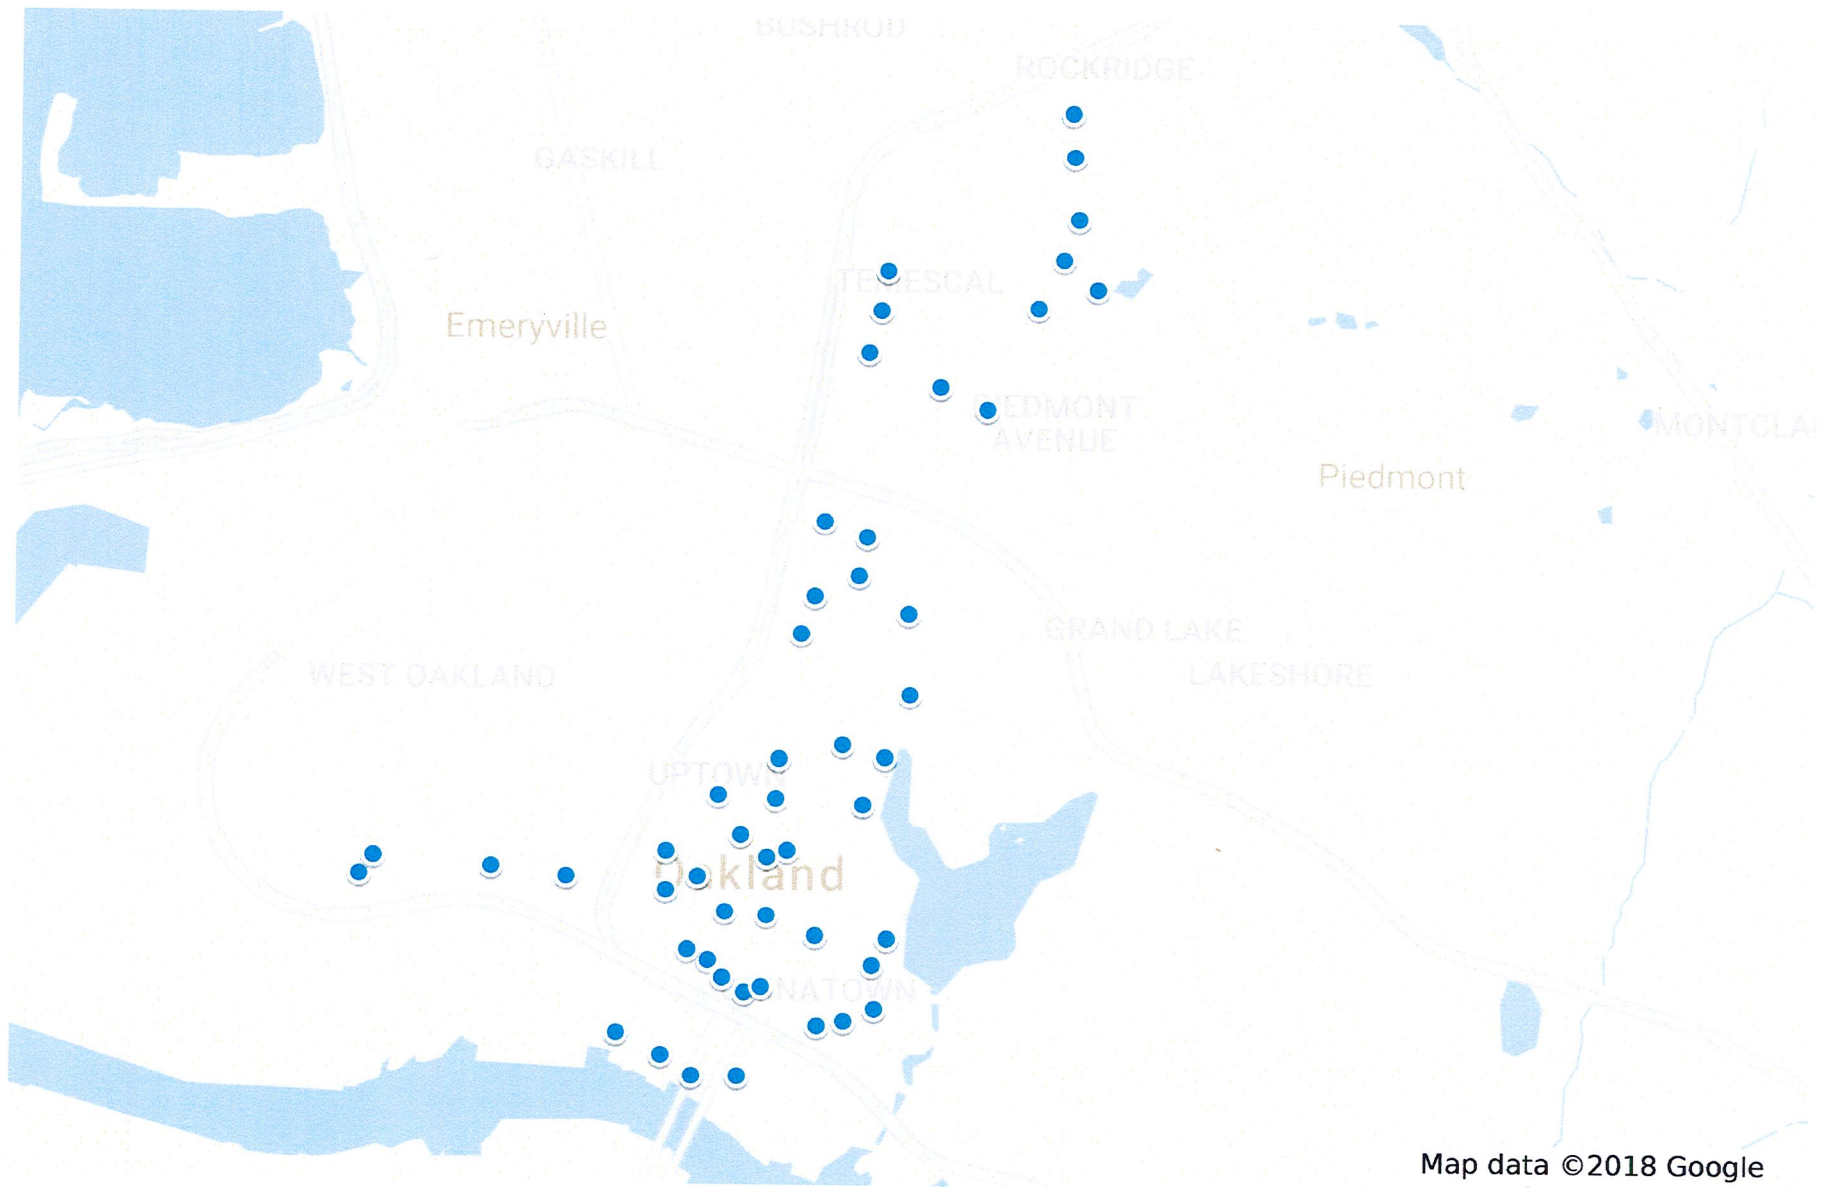 BUSHROD
ROCKRIDGE
GASKILL
TEMESCAL
Emeryville
PIEDMONT
AVENUE
MONTCLA
Piedmont
GRAND LAKE
LAKESHORE
WEST OAKLAND
UPTOWN
Oakland
NATOWN
Map data ©2018 Google